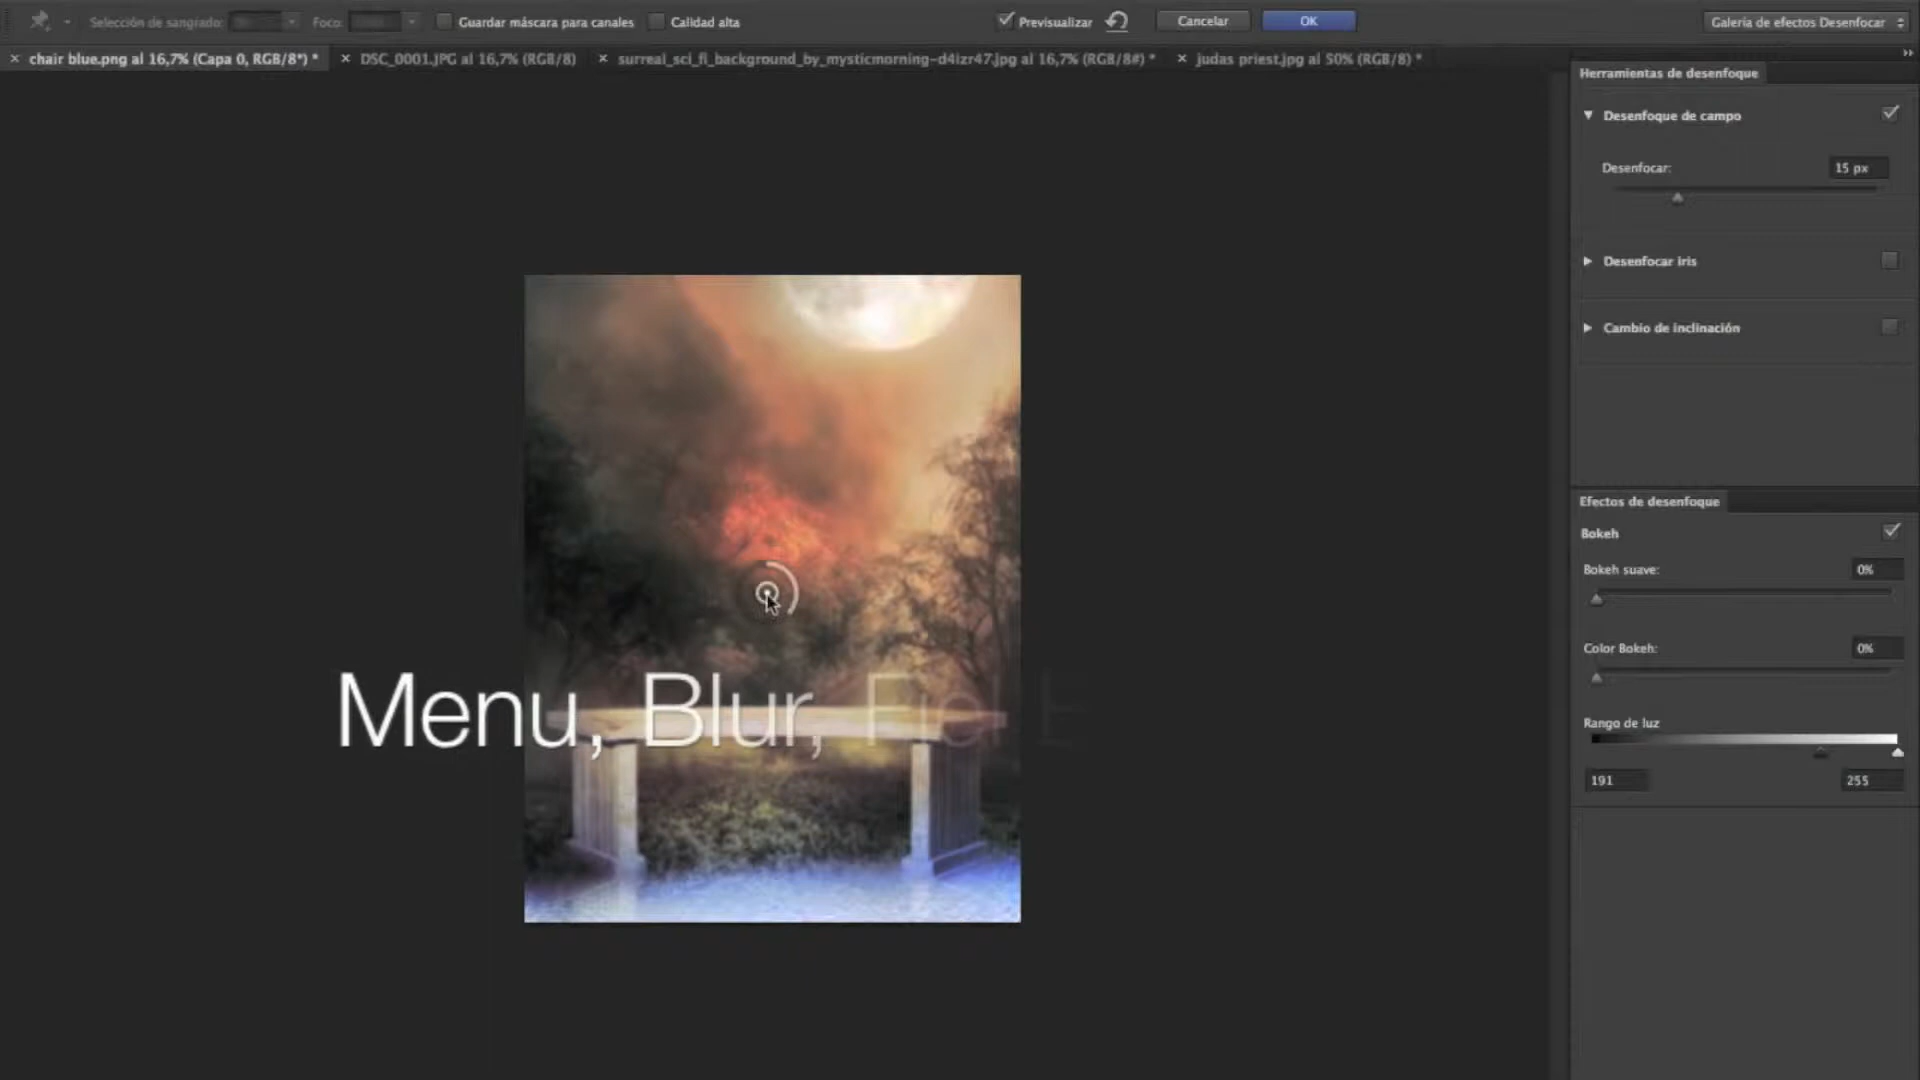 Selección de sangrado:
Foco:
Guardar máscara para canales
Calidad alta
Previsualizar
Cancelar
OK
Galería de efectos Desenfocar
× chair blue.png al 16,7% (Capa 0, RGB/8*) *
× DSC_0001.JPG al 16,7% (RGB/8)
× surreal_sci_fi_background_by_mysticmorning-d4izr47.jpg al 16,7% (RGB/8#) *
× judas priest.jpg al 50% (RGB/8) *
Herramientas de desenfoque
Desenfoque de campo
Desenfocar:
15 px
Desenfocar iris
Cambio de inclinación
Efectos de desenfoque
Bokeh
Bokeh suave:
0%
Color Bokeh:
0%
Rango de luz
191
255
Menu, Blur,